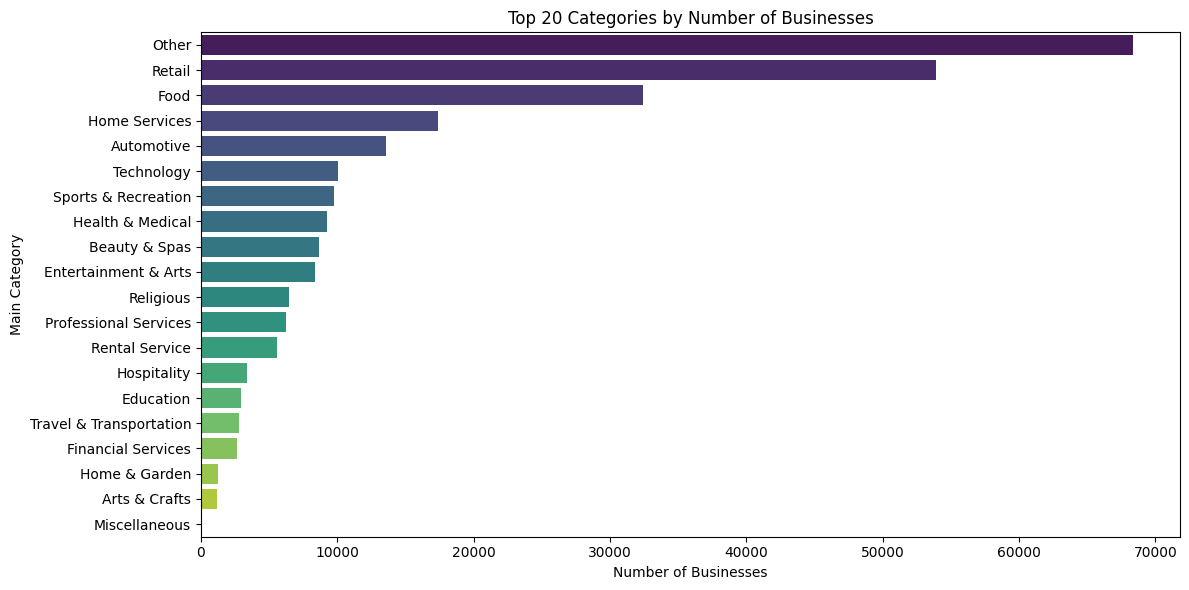 Top 20 Categories by Number of Businesses
Main Category
Other
Retail
Food
Home Services
Automotive
Technology
Sports & Recreation
Health & Medical
Beauty & Spas
Entertainment & Arts
Religious
Professional Services
Rental Service
Hospitality
Education
Travel & Transportation
Financial Services
Home & Garden
Arts & Crafts
Miscellaneous
0 10000 20000 30000 40000 50000 60000 70000
Number of Businesses